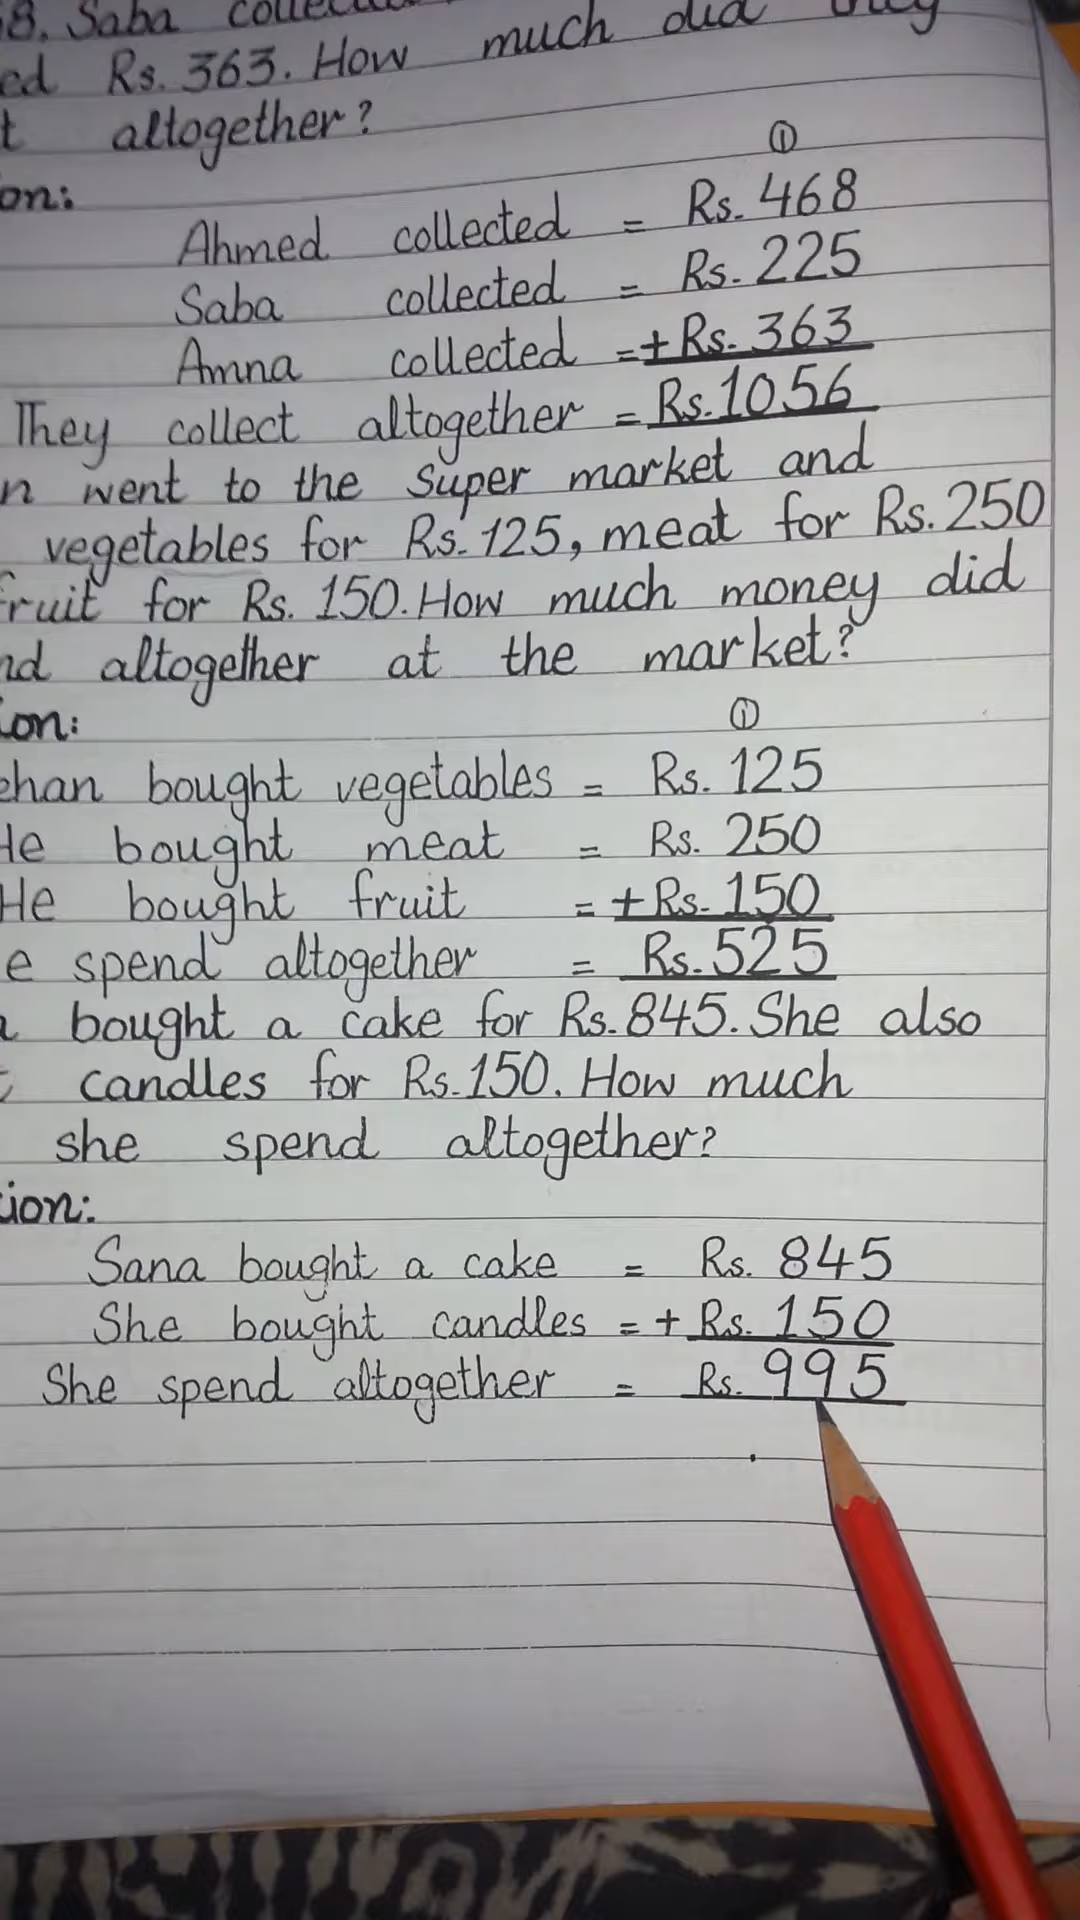 8. Saba collec
ed Rs. 363. How much did they
t altogether?
on:
①
Ahmed collected = Rs. 468
Saba collected = Rs. 225
Amna collected =+Rs. 363
They collect altogether = Rs. 1056
n went to the super market and
vegetables for Rs. 125, meat for Rs. 250
fruit for Rs. 150. How much money did
nd altogether at the market?
ion:
①
ehan bought vegetables = Rs. 125
He bought meat = Rs. 250
He bought fruit = +Rs. 150
e spend altogether = Rs. 525
a bought a cake for Rs. 845. She also
t candles for Rs. 150. How much
she spend altogether?
tion:
Sana bought a cake = Rs. 845
She bought candles = + Rs. 150
She spend altogether = Rs. 995